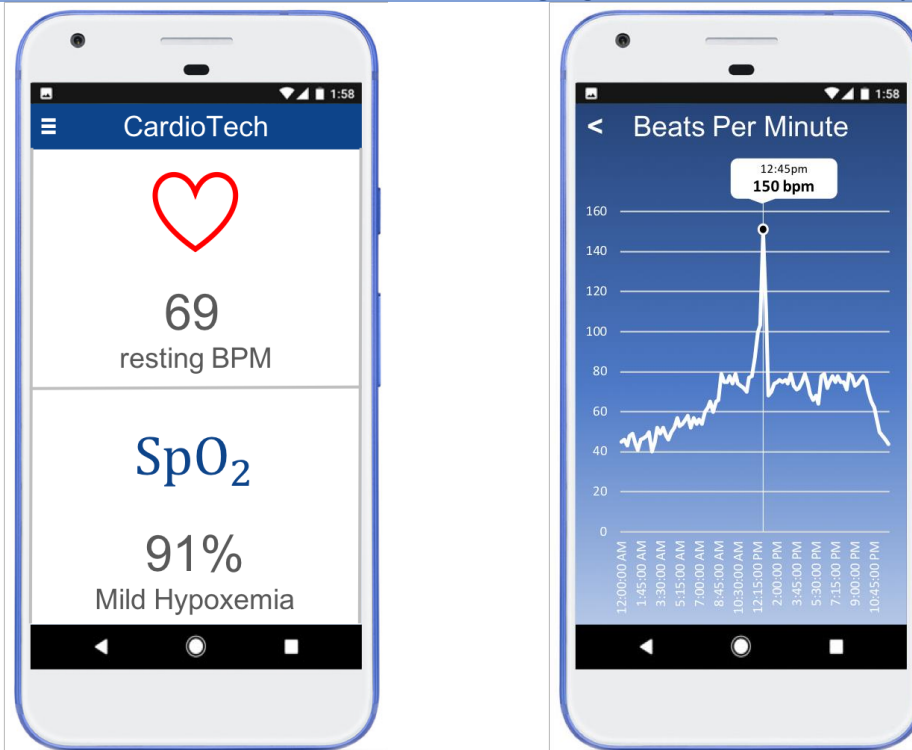 1:58
CardioTech
69
resting BPM
SpO₂
91%
Mild Hypoxemia
1:58
< Beats Per Minute
12:45pm
150 bpm
160
140
120
100
80
60
40
20
0
12:00:00 AM
1:45:00 AM
3:30:00 AM
5:15:00 AM
7:00:00 AM
8:45:00 AM
10:30:00 AM
12:15:00 PM
2:00:00 PM
3:45:00 PM
5:30:00 PM
7:15:00 PM
9:00:00 PM
10:45:00 PM